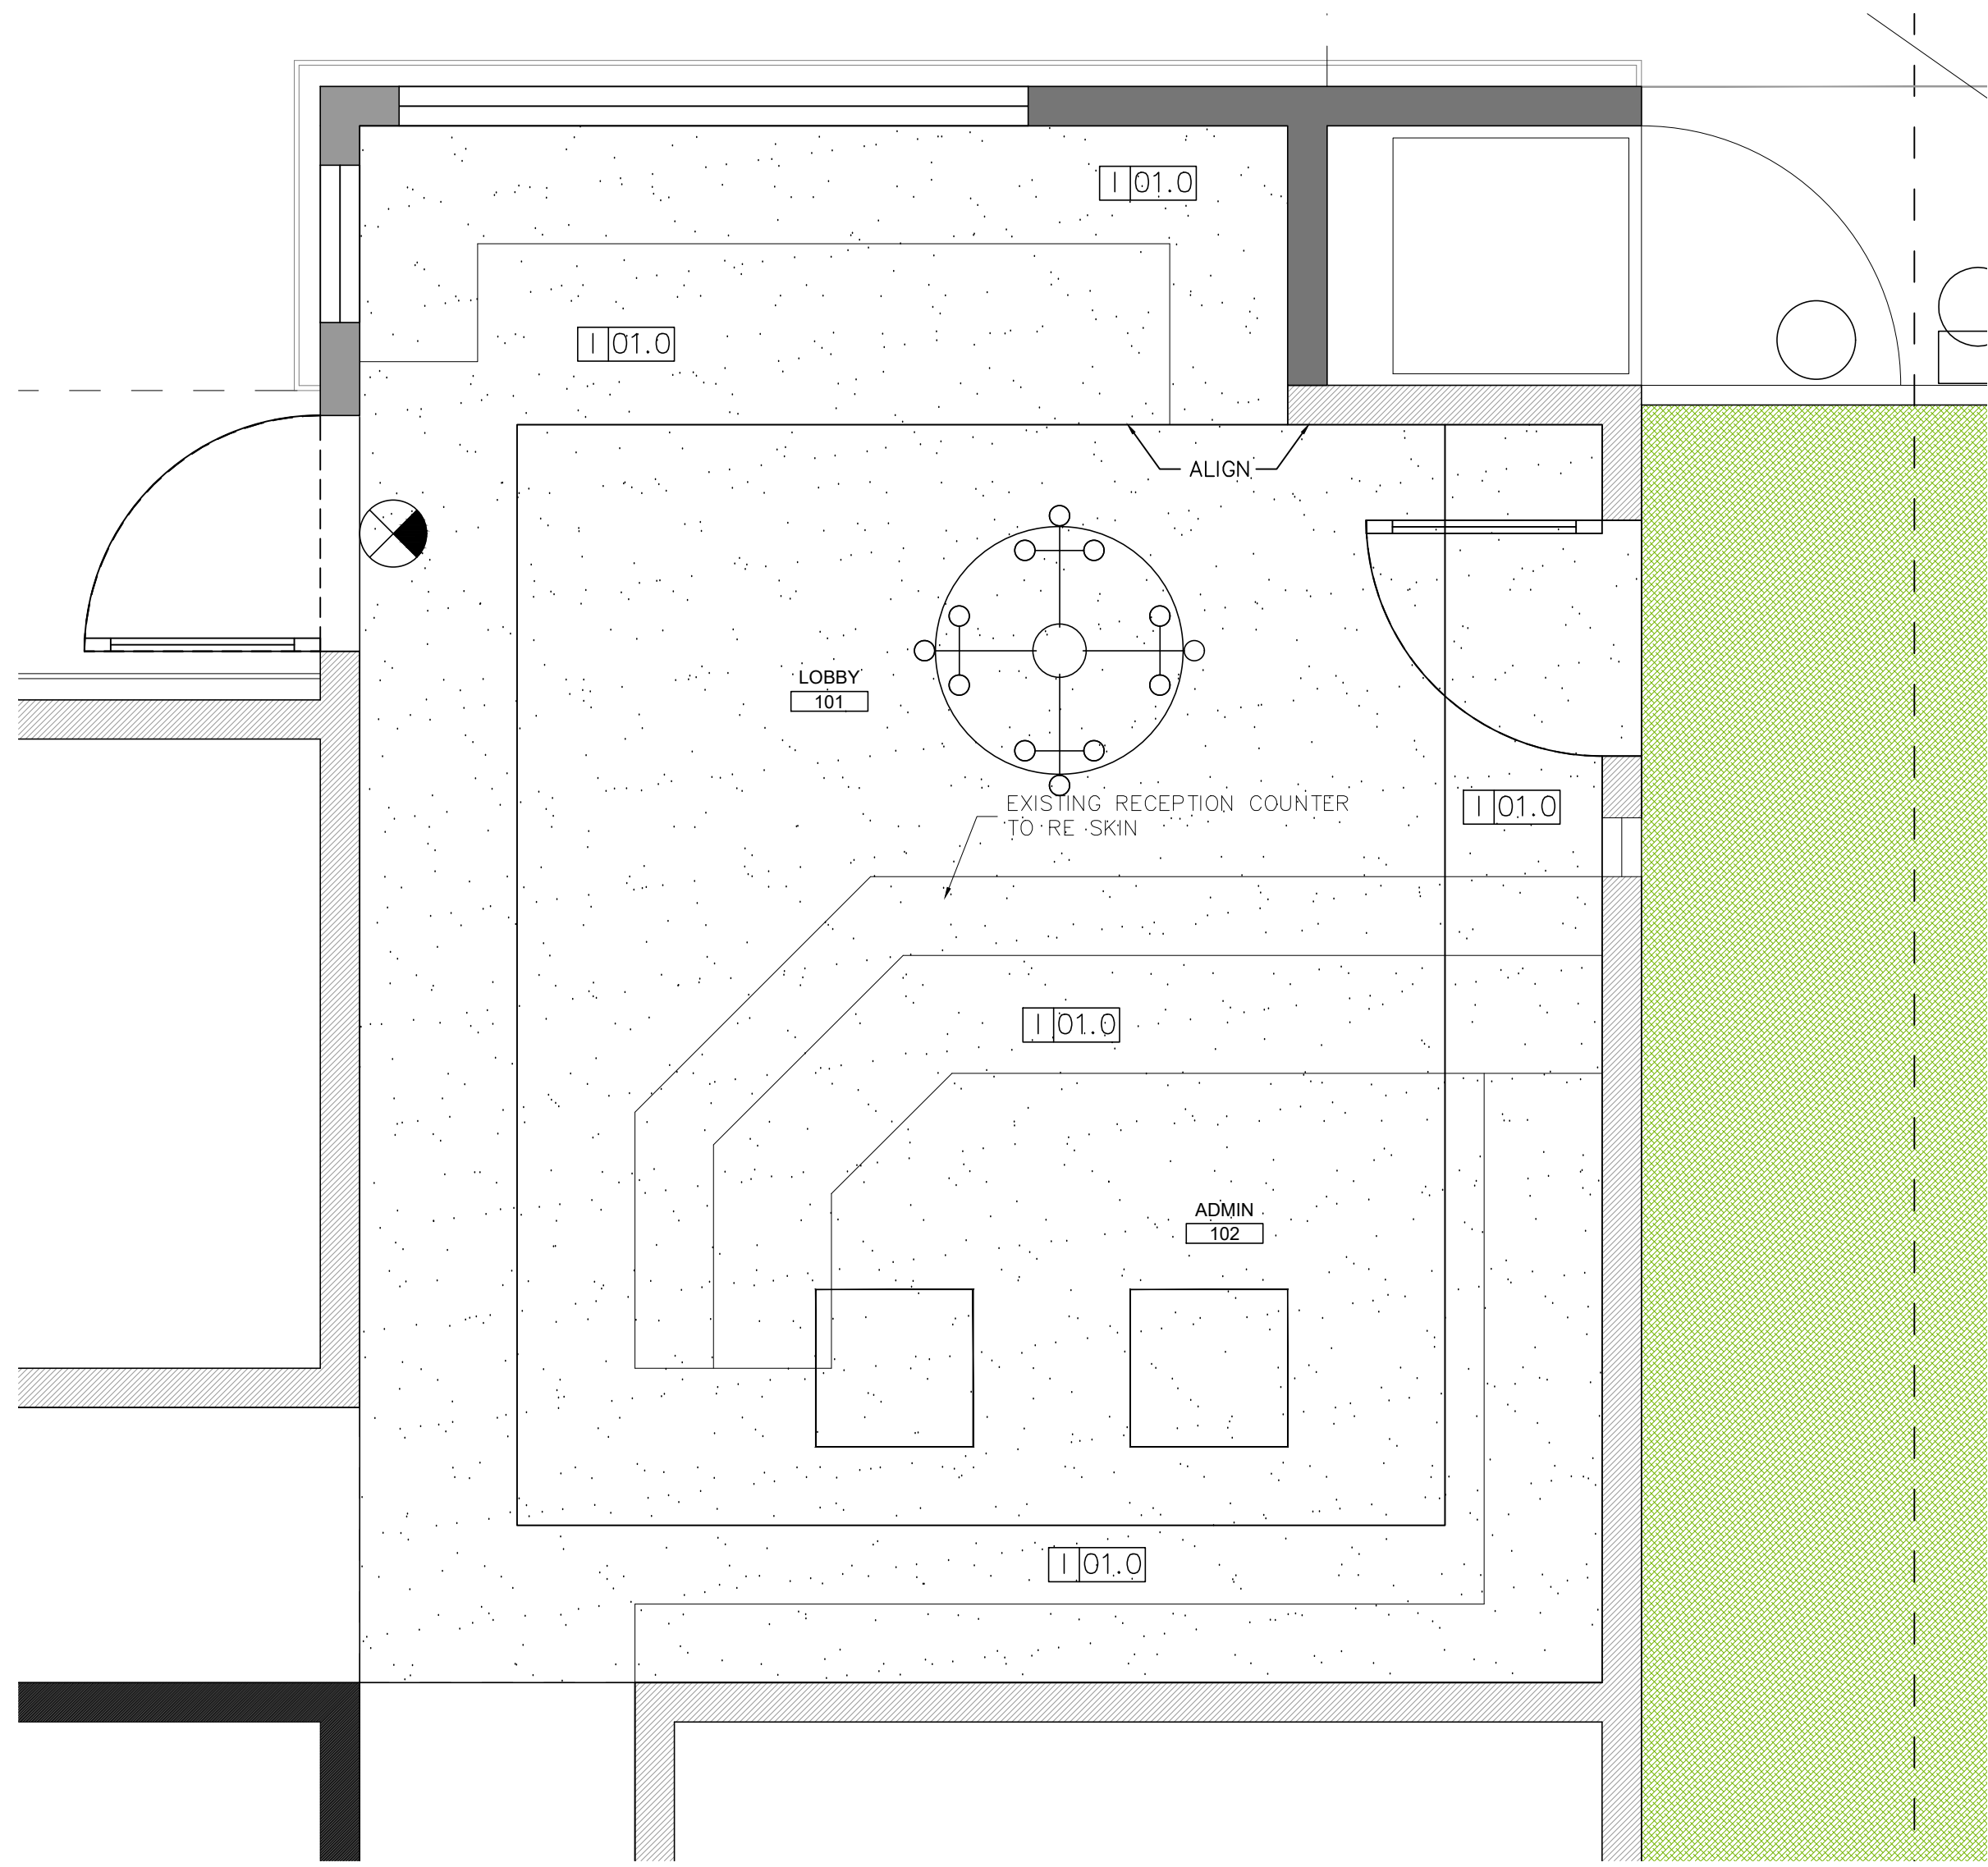 I 01.0
I 01.0
ALIGN
LOBBY
101
EXISTING RECEPTION COUNTER
TO RE SKIN
I 01.0
I 01.0
ADMIN
102
I 01.0